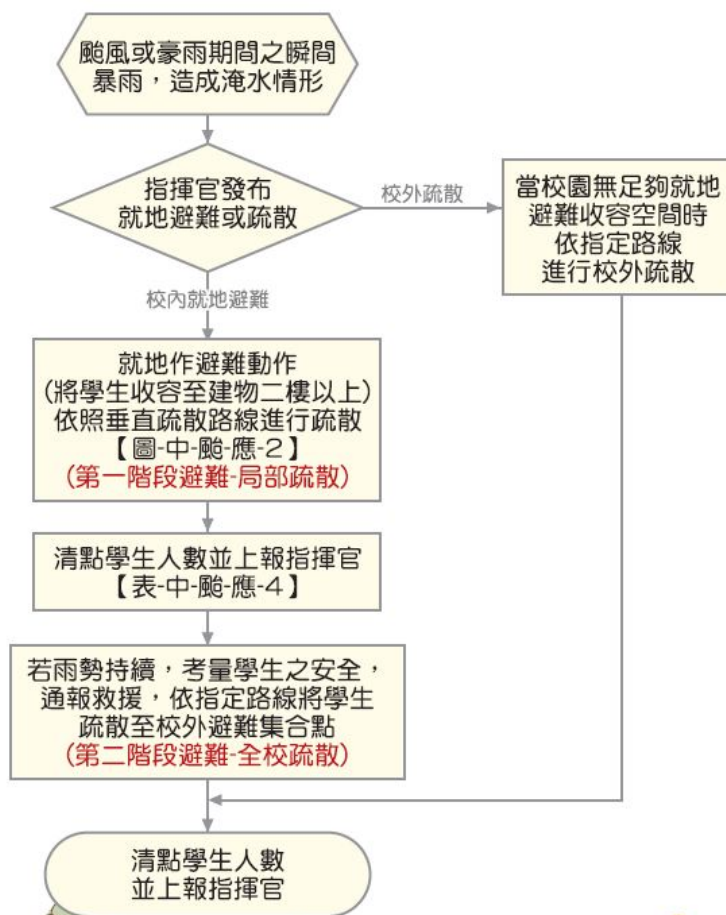 颱風或豪雨期間之瞬間
暴雨，造成淹水情形
指揮官發布
就地避難或疏散
校外疏散
當校園無足夠就地
避難收容空間時
依指定路線
進行校外疏散
校內就地避難
就地作避難動作
(將學生收容至建物二樓以上)
依照垂直疏散路線進行疏散
【圖-中-颱-應-2】
(第一階段避難-局部疏散)
清點學生人數並上報指揮官
【表-中-颱-應-4】
若雨勢持續，考量學生之安全，
通報救援，依指定路線將學生
疏散至校外避難集合點
(第二階段避難-全校疏散)
清點學生人數
並上報指揮官